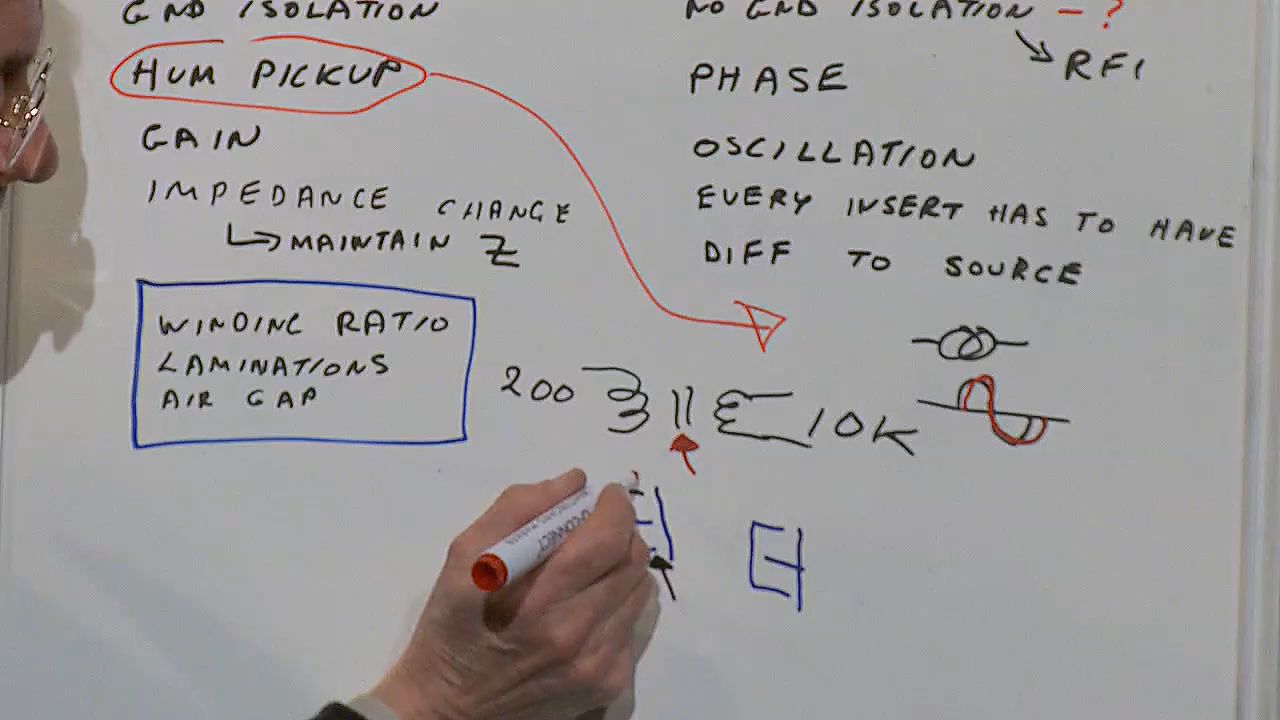 GND ISOLATION
HUM PICKUP
GAIN
IMPEDANCE CHANGE
MAINTAIN Z
WINDING RATIO
LAMINATIONS
AIR GAP
NO GND ISOLATION - ?
RFI
PHASE
OSCILLATION
EVERY INSERT HAS TO HAVE
DIFF TO SOURCE
200
10K